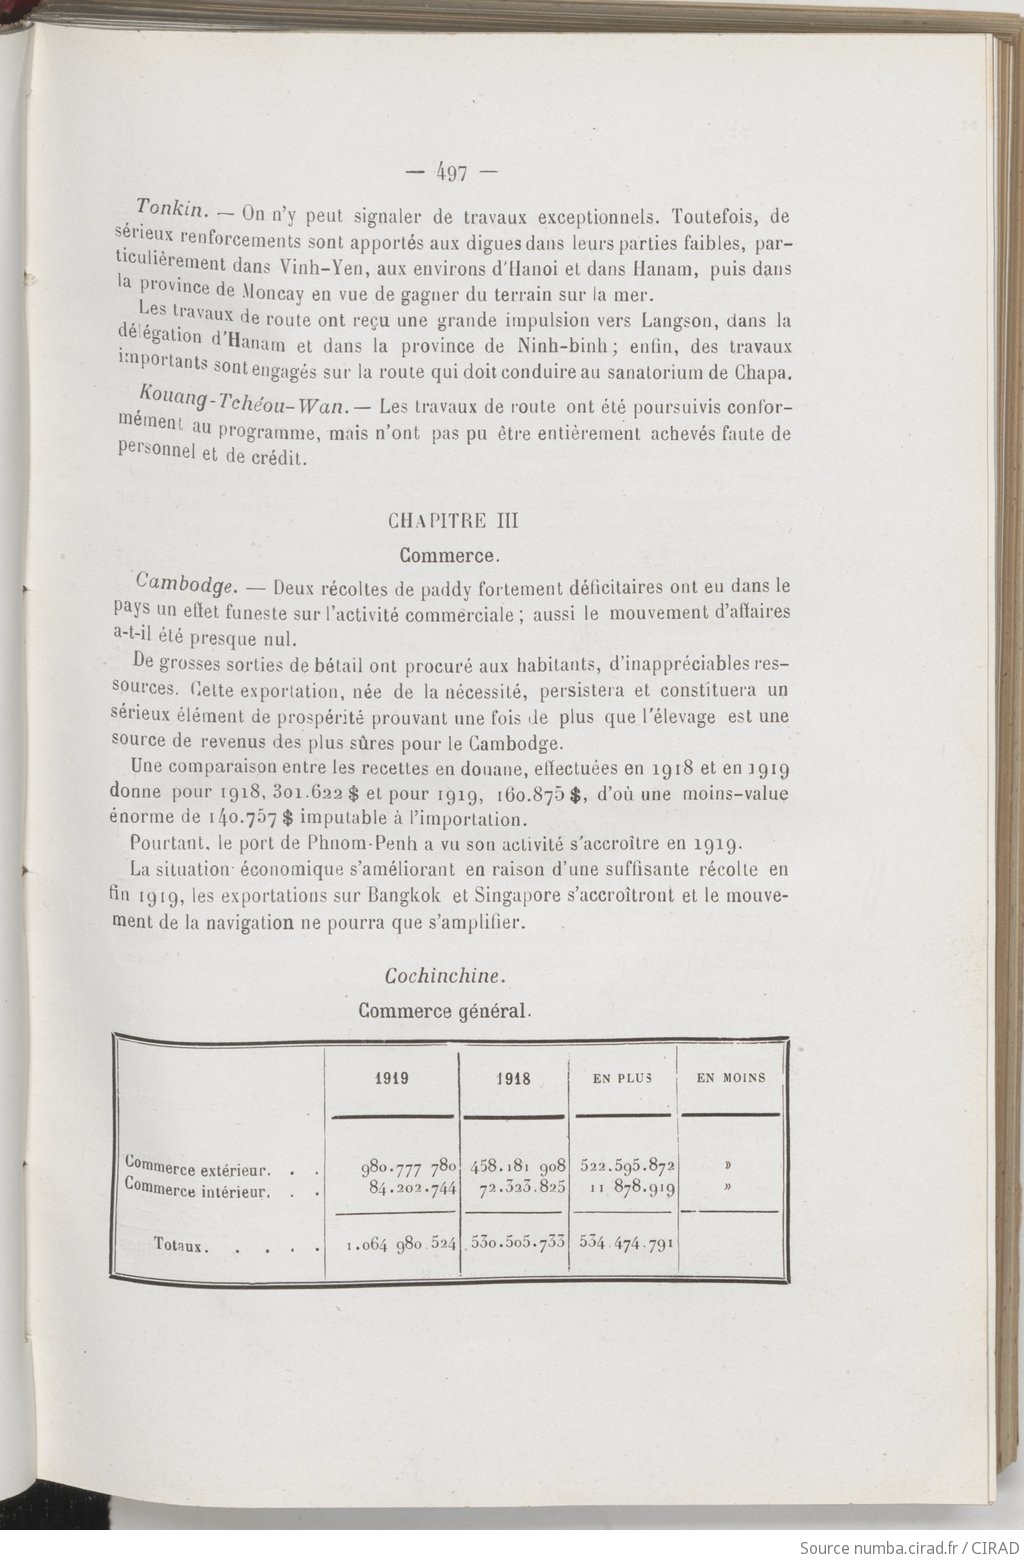 — 497 —
Tonkin. — On n'y peut signaler de travaux exceptionnels. Toutefois, de
sérieux renforcements sont apportés aux digues dans leurs parties faibles, par-
ticulièrement dans Vinh-Yen, aux environs d'Hanoi et dans Hanam, puis dans
la province de Moncay en vue de gagner du terrain sur la mer.
Les travaux de route ont reçu une grande impulsion vers Langson, dans la
délégation d'Hanam et dans la province de Ninh-binh ; enfin, des travaux
importants sont engagés sur la route qui doit conduire au sanatorium de Chapa.
Kouang-Tchéou-Wan. — Les travaux de route ont été poursuivis confor-
mément au programme, mais n'ont pas pu être entièrement achevés faute de
personnel et de crédit.
CHAPITRE III
Commerce.
Cambodge. — Deux récoltes de paddy fortement déficitaires ont eu dans le
pays un effet funeste sur l'activité commerciale ; aussi le mouvement d'affaires
a-t-il été presque nul.
De grosses sorties de bétail ont procuré aux habitants, d'inappréciables res-
sources. Cette exportation, née de la nécessité, persistera et constituera un
sérieux élément de prospérité prouvant une fois de plus que l'élevage est une
source de revenus des plus sûres pour le Cambodge.
Une comparaison entre les recettes en douane, effectuées en 1918 et en 1919
donne pour 1918, 301.622 $ et pour 1919, 160.875 $, d'où une moins-value
énorme de 140.757 $ imputable à l'importation.
Pourtant, le port de Phnom-Penh a vu son activité s'accroître en 1919.
La situation économique s'améliorant en raison d'une suffisante récolte en
fin 1919, les exportations sur Bangkok et Singapore s'accroîtront et le mouve-
ment de la navigation ne pourra que s'amplifier.
Cochinchine.
Commerce général.
1919 1918 EN PLUS EN MOINS
Commerce extérieur. . . 980.777 780 458.181 908 522.595.872 »
Commerce intérieur. . . 84.202.744 72.323.825 11 878.919 »
Totaux. . . . . 1.064 980.524 530.505.733 534.474.791
Source numba.cirad.fr / CIRAD